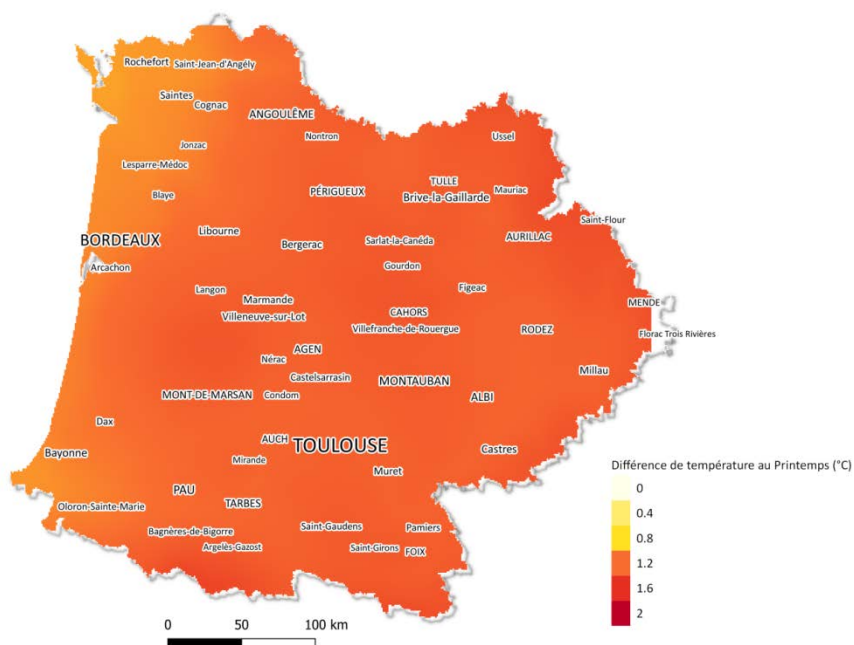 Rochefort
Saint-Jean-d'Angély
Saintes
Cognac
ANGOULÊME
Nontron
Ussel
Jonzac
Lesparre-Médoc
Blaye
PÉRIGUEUX
TULLE
Brive-la-Gaillarde
Mauriac
Saint-Flour
BORDEAUX
Libourne
Bergerac
Sarlat-la-Canéda
AURILLAC
Arcachon
Gourdon
Langon
Marmande
Figeac
MENDE
Villeneuve-sur-Lot
CAHORS
Villefranche-de-Rouergue
RODEZ
Florac Trois Rivières
AGEN
Nérac
Castelsarrasin
MONTAUBAN
Millau
MONT-DE-MARSAN
Condom
ALBI
Dax
AUCH
TOULOUSE
Castres
Bayonne
Mirande
Muret
PAU
TARBES
Oloron-Sainte-Marie
Bagnères-de-Bigorre
Saint-Gaudens
Pamiers
Argelès-Gazost
Saint-Girons
FOIX
Différence de température au Printemps (°C)
0
0.4
0.8
1.2
1.6
2
0 50 100 km